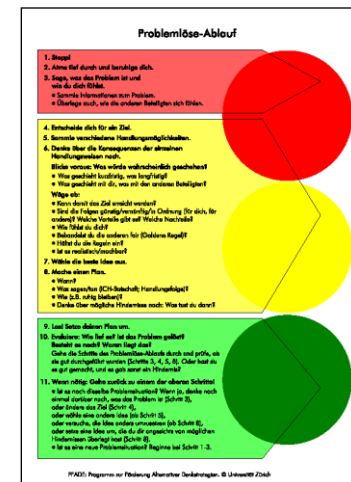 Problemlöse-Ablauf
1. Stopp!
2. Atme tief durch und beruhige dich.
3. Sage, was das Problem ist und
wie du dich fühlst.
• Sammle Informationen zum Problem.
• Überlege auch, wie die anderen Beteiligten sich fühlen.
4. Entscheide dich für ein Ziel.
5. Sammle verschiedene Handlungsmöglichkeiten.
6. Denke über die Konsequenzen der einzelnen
Handlungsweisen nach.
Blicke voraus: Was würde wahrscheinlich geschehen?
• Was geschieht kurzfristig, was langfristig?
• Was geschieht mit dir, was mit den anderen Beteiligten?
Wäge ab:
• Kann damit das Ziel erreicht werden?
• Sind die Folgen günstig/vernünftig/in Ordnung (für dich, für
andere)? Welche Vorteile gibt es? Welche Nachteile?
• Wie fühlst du dich?
• Behandelst du die anderen fair (Goldene Regel)?
• Hältst du die Regeln ein?
• Ist es realistisch/machbar?
7. Wähle die beste Idee aus.
8. Mache einen Plan.
• Wann?
• Was sagen/tun (ICH-Botschaft; Handlungsfolge)?
• Wie (z.B. ruhig bleiben)?
• Denke über mögliche Hindernisse nach: Was tust du dann?
9. Los! Setze deinen Plan um.
10. Evaluiere: Wie lief es? Ist das Problem gelöst?
Besteht es noch? Woran liegt das?
Gehe die Schritte des Problemlöse-Ablaufs durch und prüfe, ob
sie gut durchgeführt wurden (Schritte 3, 4, 5, 8). Oder hast du
es gut gemacht, und es gab sonst ein Hindernis?
11. Wenn nötig: Gehe zurück zu einem der oberen Schritte!
• Ist es noch dieselbe Problemsituation? Wenn ja, denke noch
einmal darüber nach, was das Problem ist (Schritt 3),
oder ändere das Ziel (Schritt 4),
oder wähle eine andere Idee (ab Schritt 5),
oder versuche, die Idee anders umzusetzen (ab Schritt 8),
oder setze eine Idee um, die du dir angesichts von möglichen
Hindernissen überlegt hast (Schritt 8).
• Ist es eine neue Problemsituation? Beginne bei Schritt 1-3.
PFADE: Programm zur Förderung Alternativer Denkstrategien. © Universität Zürich